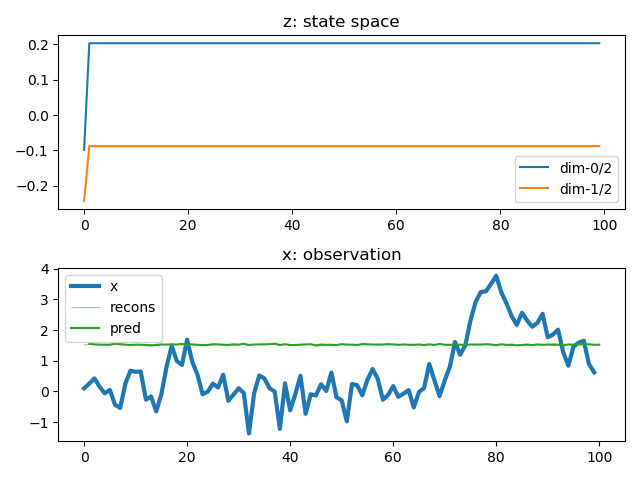 z: state space
0.2
0.1
0.0
−0.1
−0.2
dim-0/2
dim-1/2
0 20 40 60 80 100
x: observation
4
3
2
1
0
−1
x
recons
pred
0 20 40 60 80 100